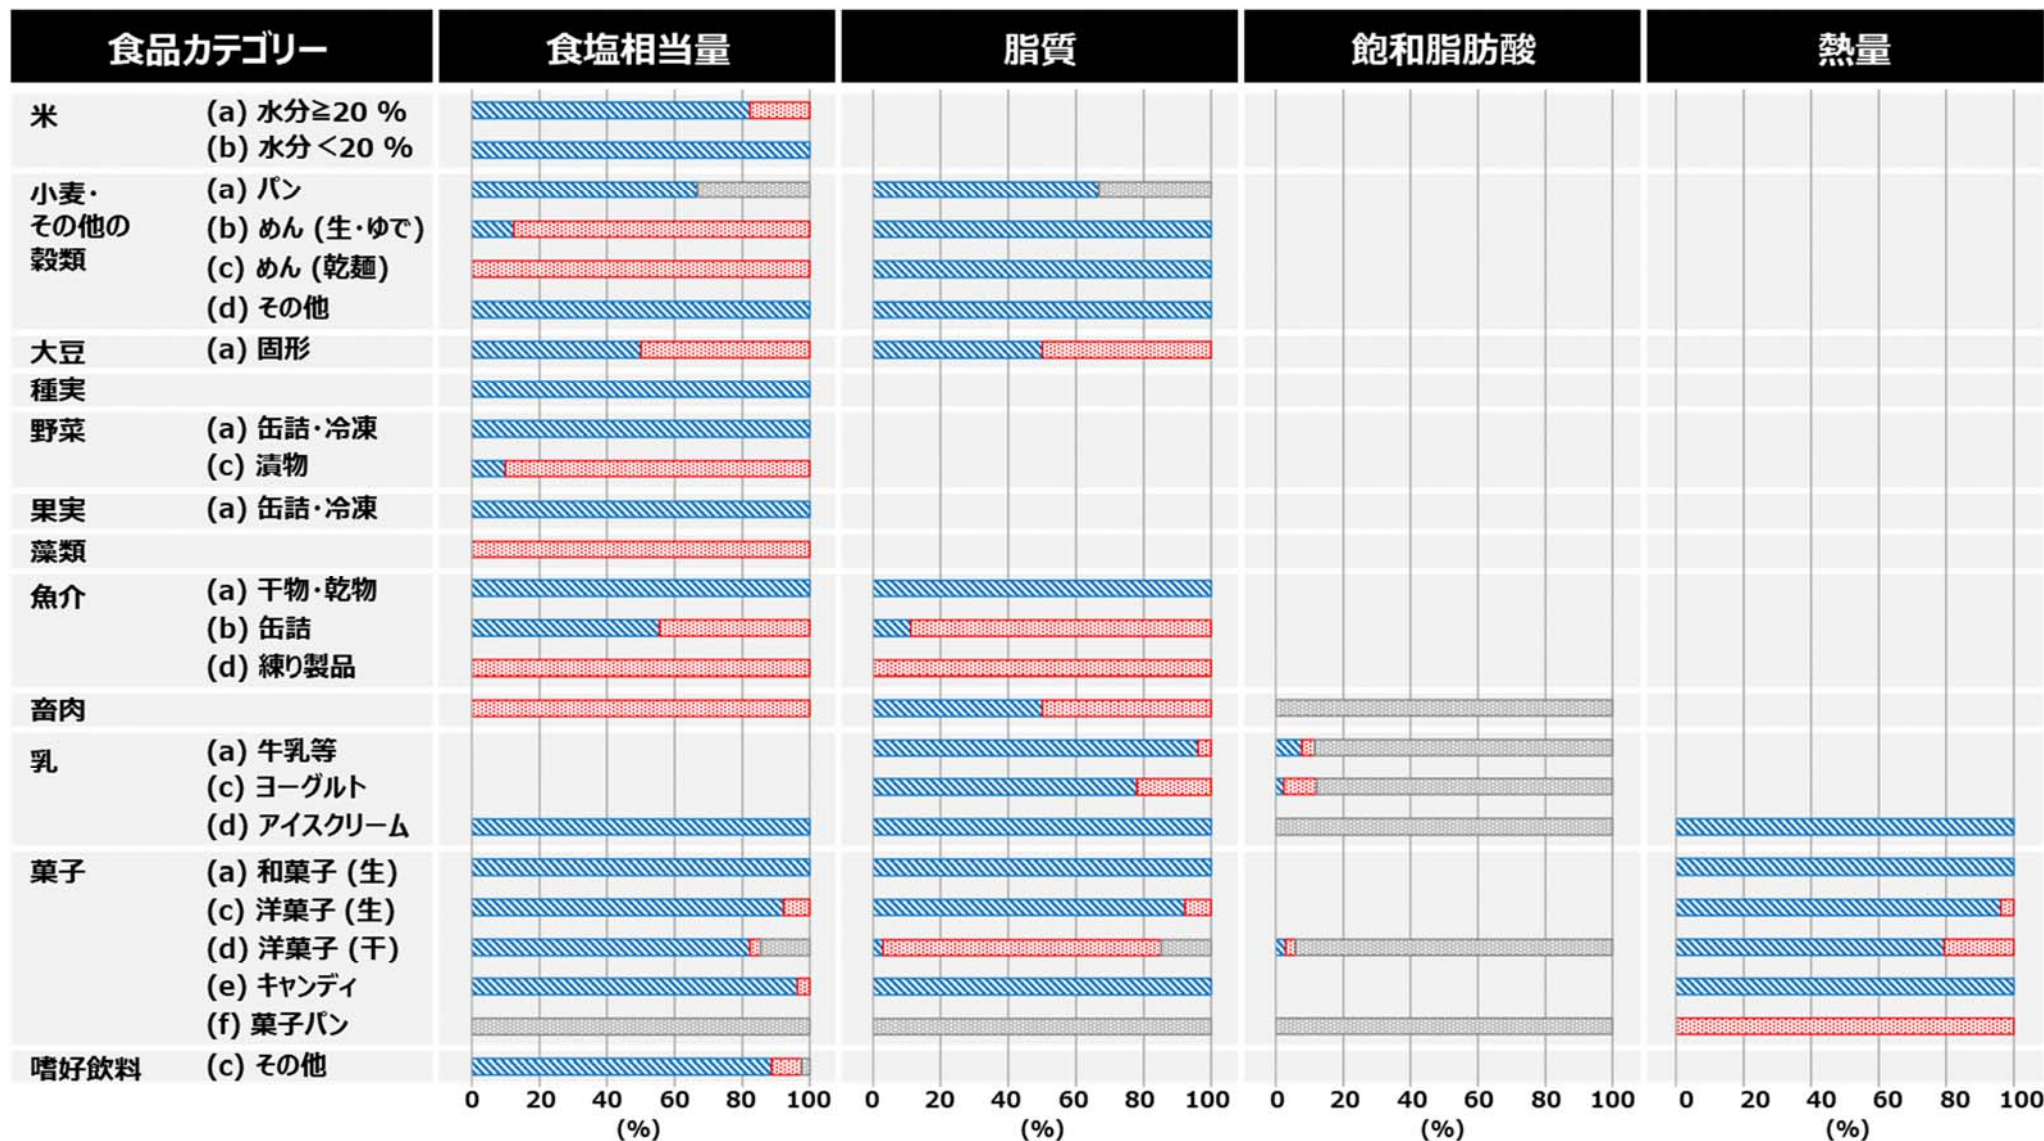 食品カテゴリー 食塩相当量 脂質 飽和脂肪酸 熱量
米 (a) 水分≧20 %
(b) 水分<20 %
小麦・ (a) パン
その他の (b) めん (生・ゆで)
穀類 (c) めん (乾麺)
(d) その他
大豆 (a) 固形
種実
野菜 (a) 缶詰・冷凍
(c) 漬物
果実 (a) 缶詰・冷凍
藻類
魚介 (a) 干物・乾物
(b) 缶詰
(d) 練り製品
畜肉
乳 (a) 牛乳等
(c) ヨーグルト
(d) アイスクリーム
菓子 (a) 和菓子 (生)
(c) 洋菓子 (生)
(d) 洋菓子 (干)
(e) キャンディ
(f) 菓子パン
嗜好飲料 (c) その他
0 20 40 60 80 100 0 20 40 60 80 100 0 20 40 60 80 100 0 20 40 60 80 100
(%) (%) (%) (%)